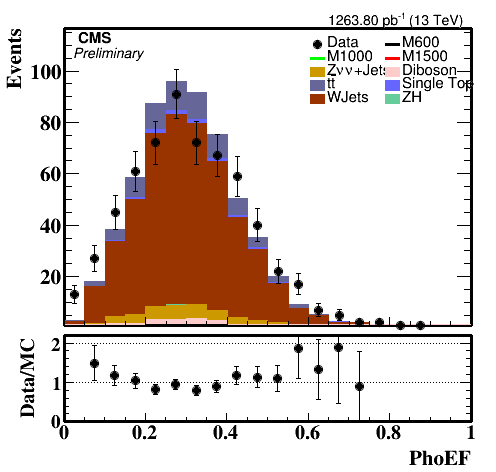 1263.80 pb⁻¹ (13 TeV)
CMS
Preliminary
Data
M600
M1000
M1500
Zνν+Jets
Diboson
tt
Single Top
WJets
ZH
Events
100
80
60
40
20
Data/MC
2
1
0
0 0.2 0.4 0.6 0.8 1
PhoEF